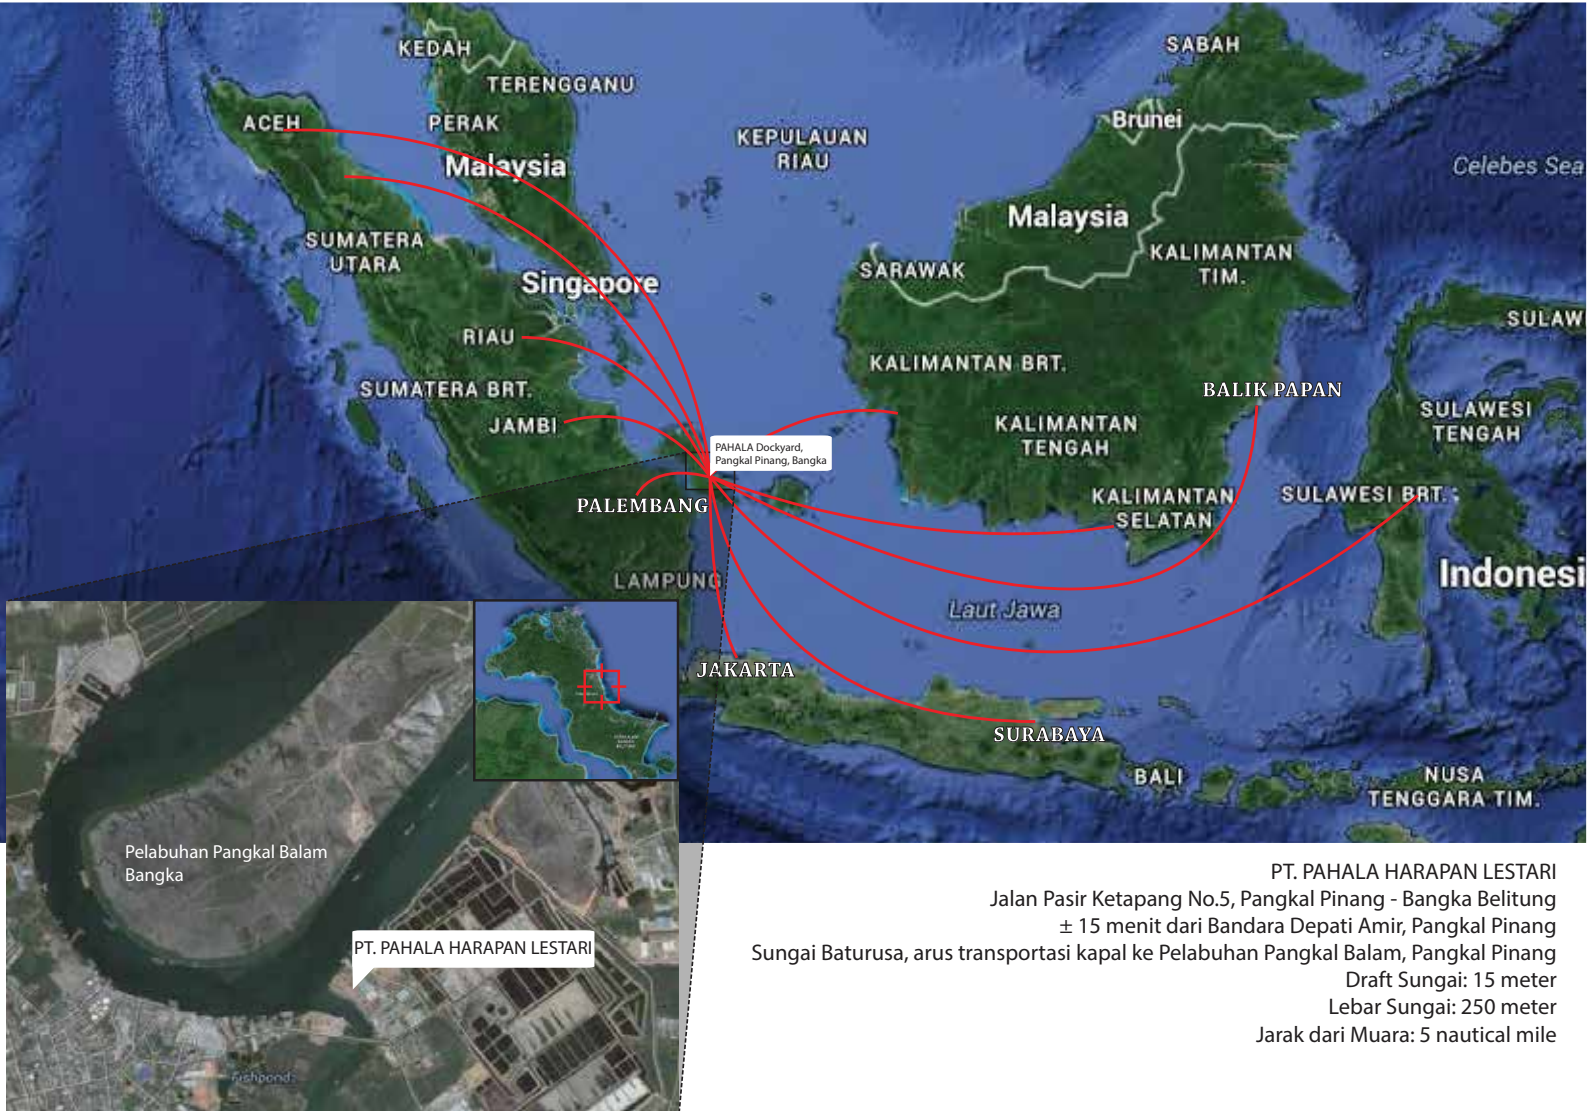 KEDAH
TERENGGANU
SABAH
ACEH
PERAK
Malaysia
KEPULAUAN
RIAU
Brunei
Celebes Sea
Malaysia
SUMATERA
UTARA
Singapore
SARAWAK
KALIMANTAN
TIM.
RIAU
SULAW
SUMATERA BRT.
KALIMANTAN BRT.
BALIK PAPAN
JAMBI
KALIMANTAN
TENGAH
SULAWESI
TENGAH
PAHALA Dockyard,
Pangkal Pinang, Bangka
PALEMBANG
KALIMANTAN
SELATAN
SULAWESI BRT.
LAMPUNG
Indonesi
Laut Jawa
JAKARTA
SURABAYA
BALI
NUSA
TENGGARA TIM.
Pelabuhan Pangkal Balam
Bangka
PT. PAHALA HARAPAN LESTARI
Fishpond
PT. PAHALA HARAPAN LESTARI
Jalan Pasir Ketapang No.5, Pangkal Pinang - Bangka Belitung
± 15 menit dari Bandara Depati Amir, Pangkal Pinang
Sungai Baturusa, arus transportasi kapal ke Pelabuhan Pangkal Balam, Pangkal Pinang
Draft Sungai: 15 meter
Lebar Sungai: 250 meter
Jarak dari Muara: 5 nautical mile